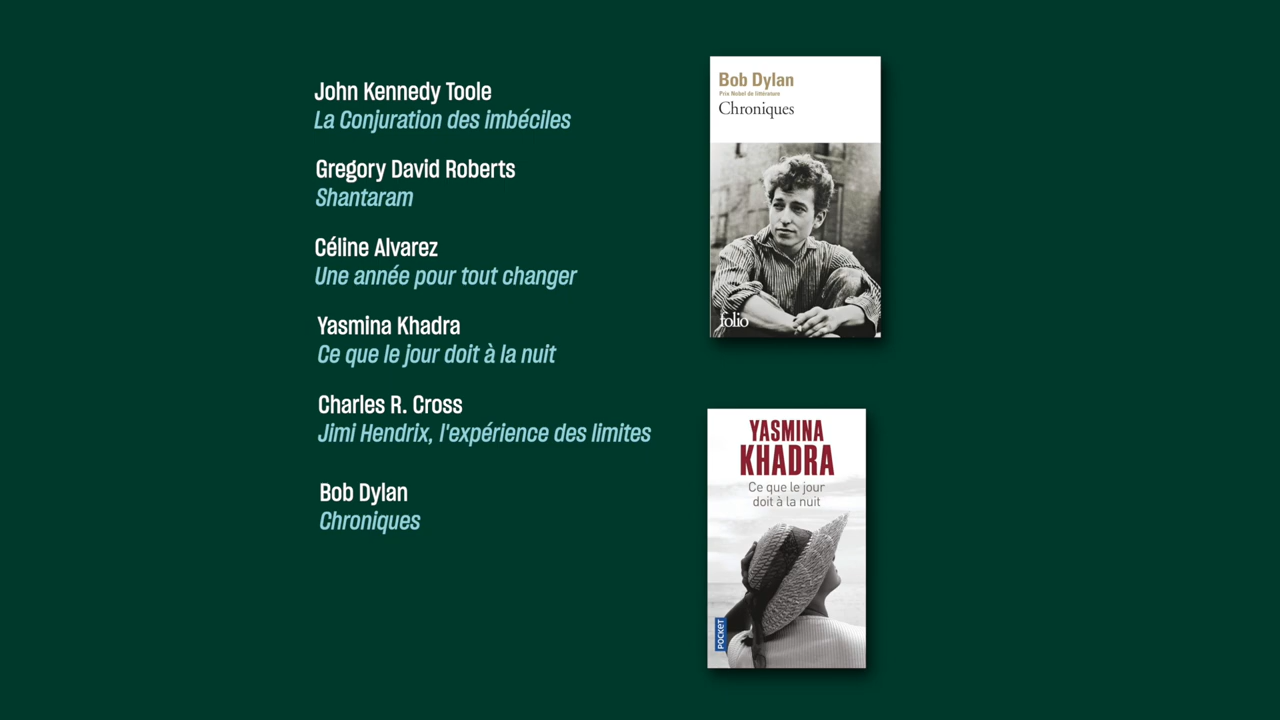 John Kennedy Toole
La Conjuration des imbéciles
Gregory David Roberts
Shantaram
Céline Alvarez
Une année pour tout changer
Yasmina Khadra
Ce que le jour doit à la nuit
Charles R. Cross
Jimi Hendrix, l'expérience des limites
Bob Dylan
Chroniques
Bob Dylan
Prix Nobel de littérature
Chroniques
folio
YASMINA
KHADRA
Ce que le jour
doit à la nuit
POCKET